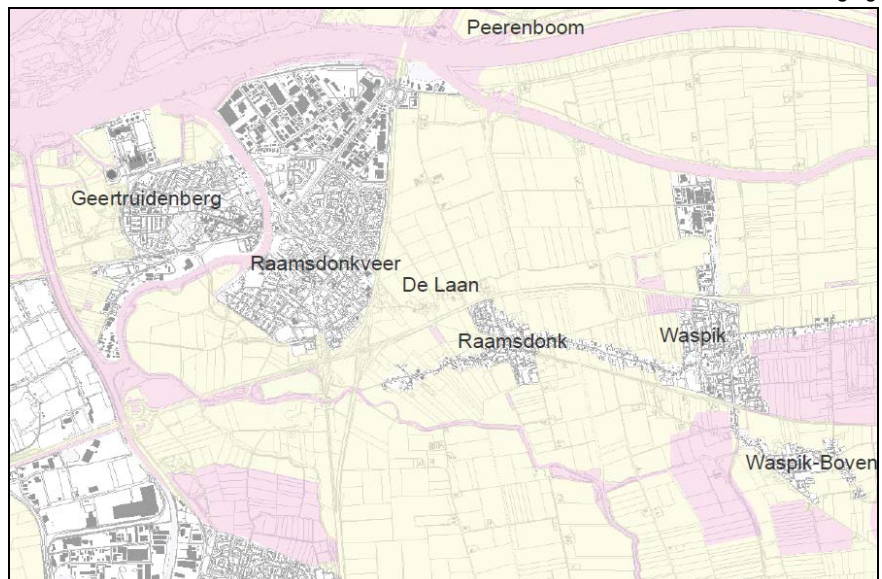 Peerenboom
Geertruidenberg
Raamsdonkveer
De Laan
Raamsdonk
Waspik
Waspik-Boven